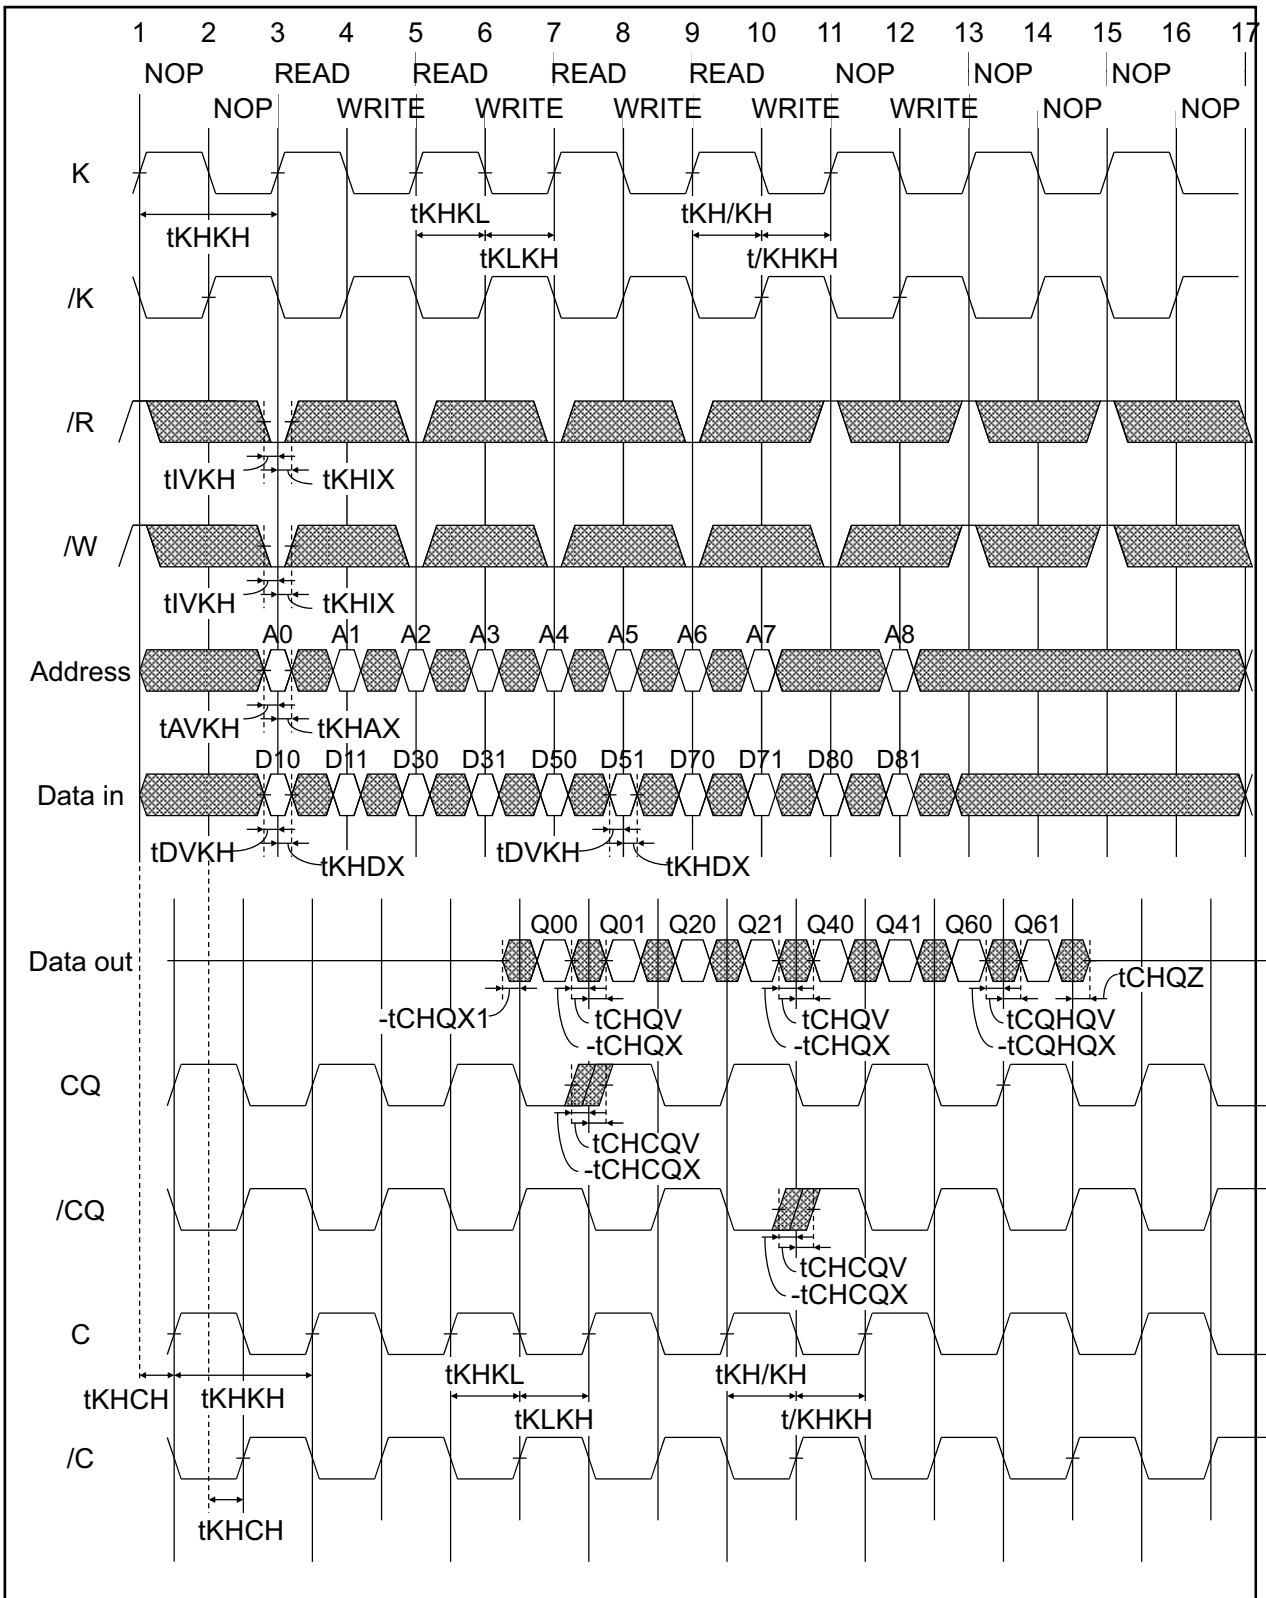 1 2 3 4 5 6 7 8 9 10 11 12 13 14 15 16 17
NOP READ READ READ READ NOP NOP NOP
NOP WRITE WRITE WRITE WRITE WRITE NOP NOP
K
tKHKH tKHKL tKLKH tKH/KH t/KHKH
/K
/R
tIVKH tKHIX
/W
tIVKH tKHIX
A0 A1 A2 A3 A4 A5 A6 A7 A8
Address
tAVKH tKHAX
D10 D11 D30 D31 D50 D51 D70 D71 D80 D81
Data in
tDVKH tKHDX tDVKH tKHDX
Q00 Q01 Q20 Q21 Q40 Q41 Q60 Q61
Data out
tCHQZ
-tCHQX1 tCHQV tCHQV tCQHQV
-tCHQX -tCHQX -tCQHQX
CQ
tCHCQV
-tCHCQX
/CQ
tCHCQV
-tCHCQX
C
tKHCH tKHKH tKHKL tKLKH tKH/KH t/KHKH
/C
tKHCH